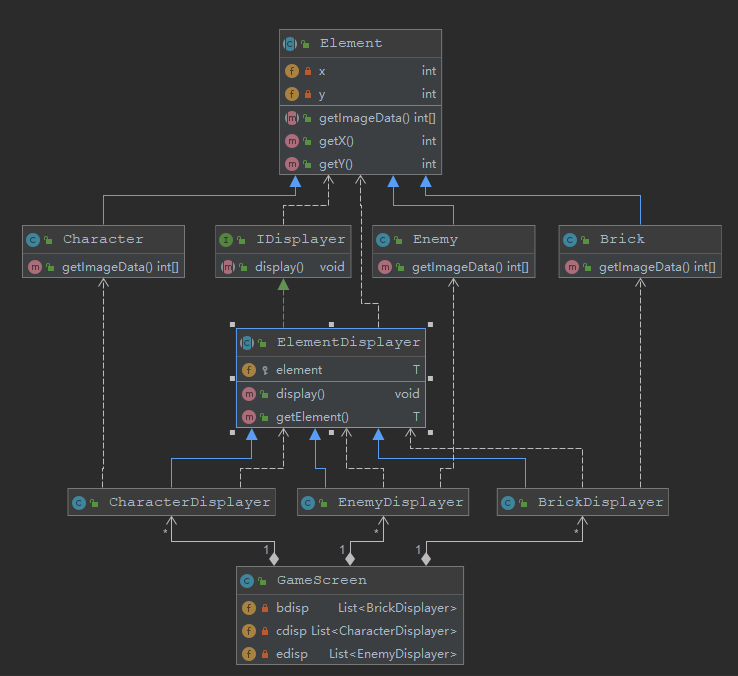 Element
x int
y int
getImageData() int[]
getX() int
getY() int
Character
getImageData() int[]
IDisplayer
display() void
Enemy
getImageData() int[]
Brick
getImageData() int[]
ElementDisplayer
element T
display() void
getElement() T
CharacterDisplayer
EnemyDisplayer
BrickDisplayer
* * *
1 1 1
GameScreen
bdisp List<BrickDisplayer>
cdisp List<CharacterDisplayer>
edisp List<EnemyDisplayer>